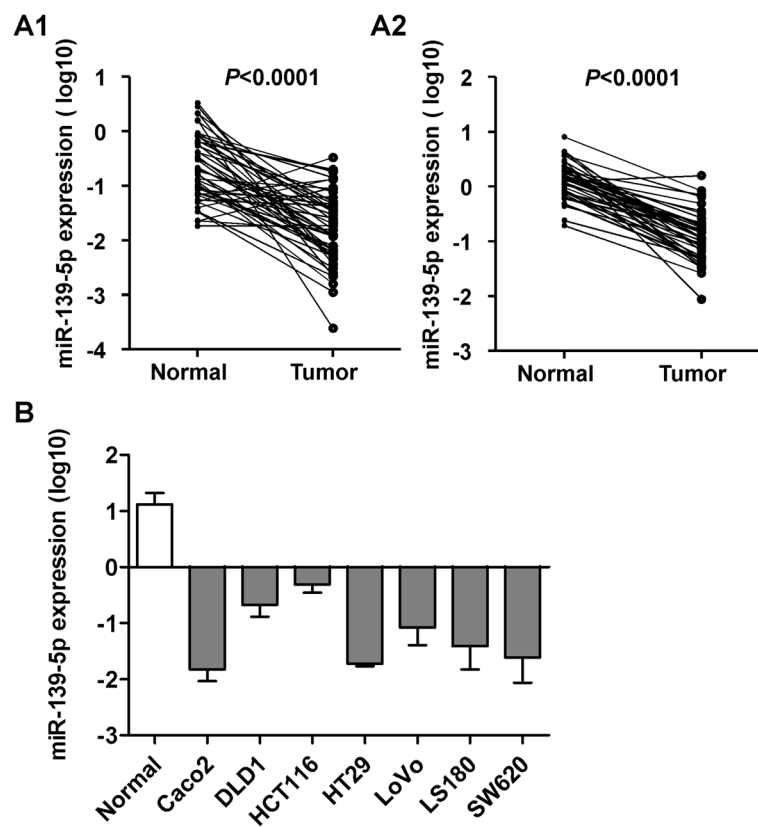 A1
miR-139-5p expression ( log10)
P<0.0001
1
0
-1
-2
-3
-4
Normal
Tumor
A2
miR-139-5p expression ( log10)
P<0.0001
2
1
0
-1
-2
-3
Normal
Tumor
B
miR-139-5p expression (log10)
2
1
0
-1
-2
-3
Normal
Caco2
DLD1
HCT116
HT29
LoVo
LS180
SW620